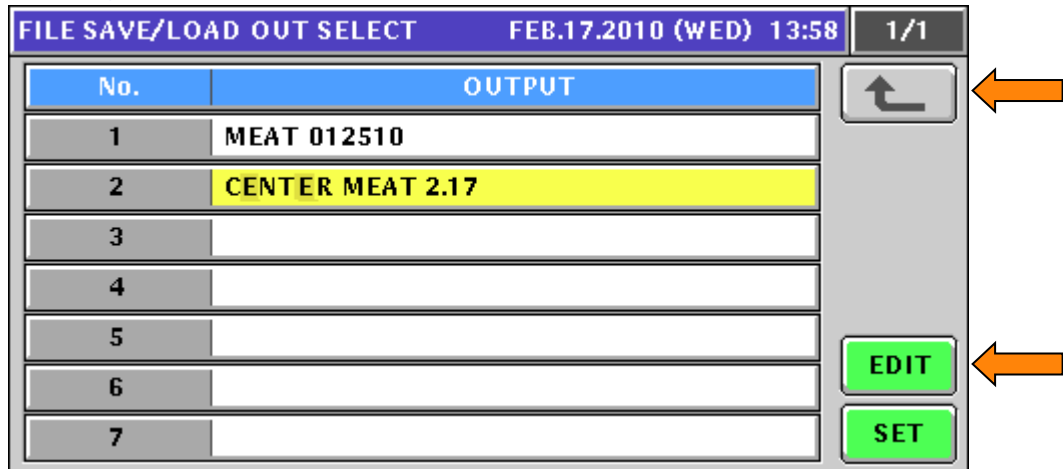 FILE SAVE/LOAD OUT SELECT FEB.17.2010 (WED) 13:58 1/1
No. OUTPUT
1 MEAT 012510
2 CENTER MEAT 2.17
3
4
5
EDIT
6
7
SET